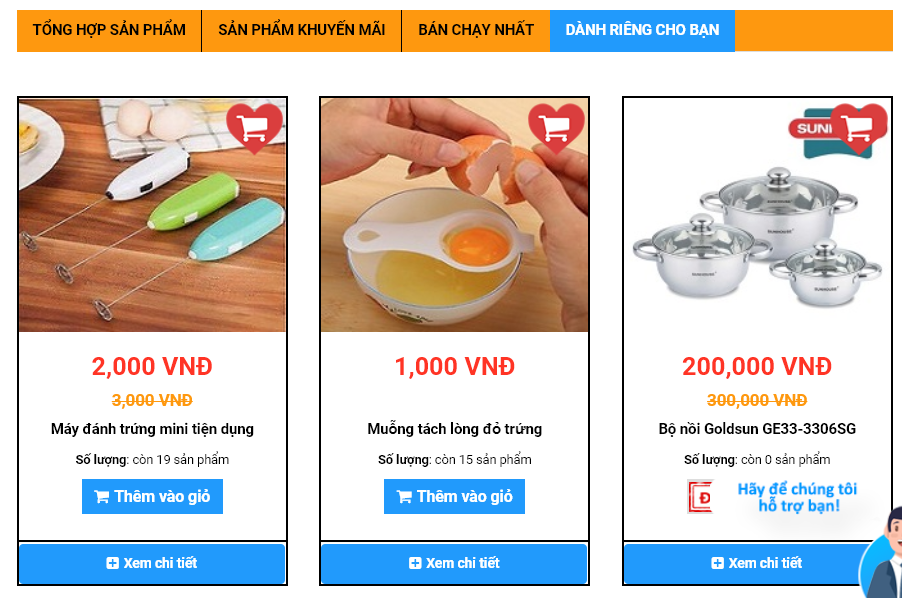 TỔNG HỢP SẢN PHẨM
SẢN PHẨM KHUYẾN MÃI
BÁN CHẠY NHẤT
DÀNH RIÊNG CHO BẠN
2,000 VNĐ
3,000 VNĐ
Máy đánh trứng mini tiện dụng
Số lượng: còn 19 sản phẩm
Thêm vào giỏ
Xem chi tiết
1,000 VNĐ
Muỗng tách lòng đỏ trứng
Số lượng: còn 15 sản phẩm
Thêm vào giỏ
Xem chi tiết
200,000 VNĐ
300,000 VNĐ
Bộ nồi Goldsun GE33-3306SG
Số lượng: còn 0 sản phẩm
Hãy để chúng tôi
hỗ trợ bạn!
Xem chi tiết